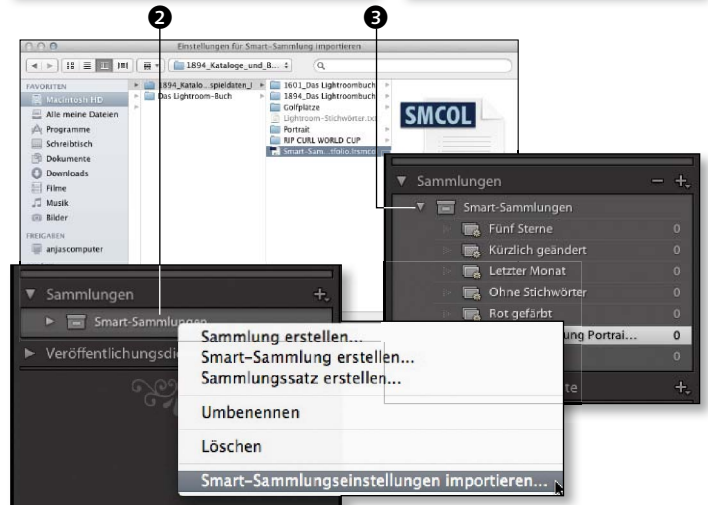 2 3
Einstellungen für Smart-Sammlung importieren
1894_Kataloge_und_B...
FAVORITEN
Macintosh HD
Alle meine Dateien
Programme
Schreibtisch
Dokumente
Downloads
Filme
Musik
Bilder
FREIGABEN
anjascomputer
1894_Katalo...spieldaten_I
Das Lightroom-Buch
1601_Das Lightroombuch
1894_Das Lightroombuch
Golfplätze
Lightroom-Stichwörter.txt
Portrait
RIP CURL WORLD CUP
Smart-Sam...tfolio.lrsmcol
SMCOL
Sammlungen
Smart-Sammlungen
Fünf Sterne 0
Kürzlich geändert 0
Letzter Monat 0
Ohne Stichwörter 0
Rot gefärbt 0
ung Portrai... 0
0
te
Sammlungen
Smart-Sammlungen
Veröffentlichungsdi
Sammlung erstellen...
Smart-Sammlung erstellen...
Sammlungssatz erstellen...
Umbenennen
Löschen
Smart-Sammlungseinstellungen importieren...